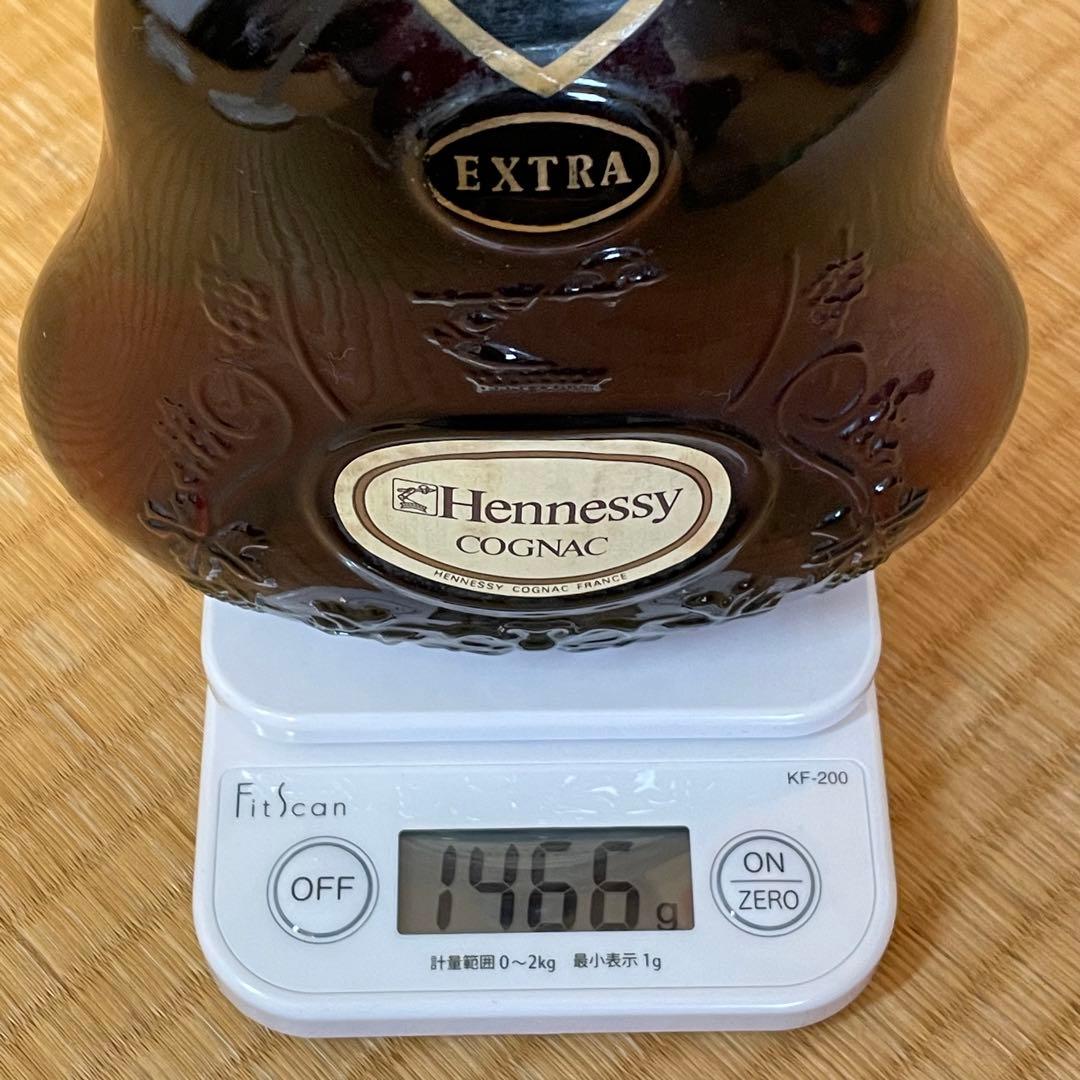 EXTRA
Hennessy
COGNAC
HENNESSY COGNAC FRANCE
FitScan
KF-200
OFF
1466g
ON
ZERO
計量範囲 0～2kg 最小表示 1g